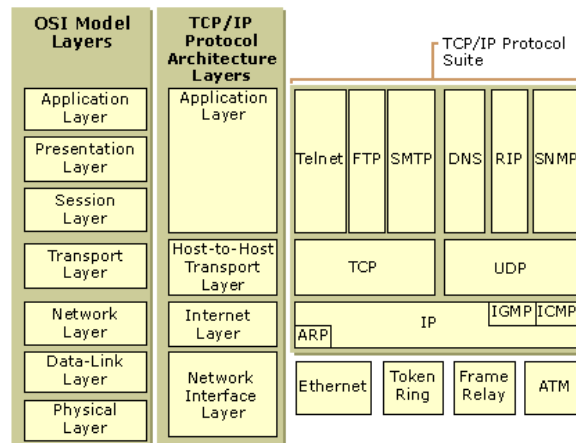 OSI Model
Layers
TCP/IP
Protocol
Architecture
Layers
TCP/IP Protocol
Suite
Application
Layer
Presentation
Layer
Session
Layer
Transport
Layer
Network
Layer
Data-Link
Layer
Physical
Layer
Application
Layer
Host-to-Host
Transport
Layer
Internet
Layer
Network
Interface
Layer
Telnet
FTP
SMTP
DNS
RIP
SNMP
TCP
UDP
IP
IGMP
ICMP
ARP
Ethernet
Token
Ring
Frame
Relay
ATM